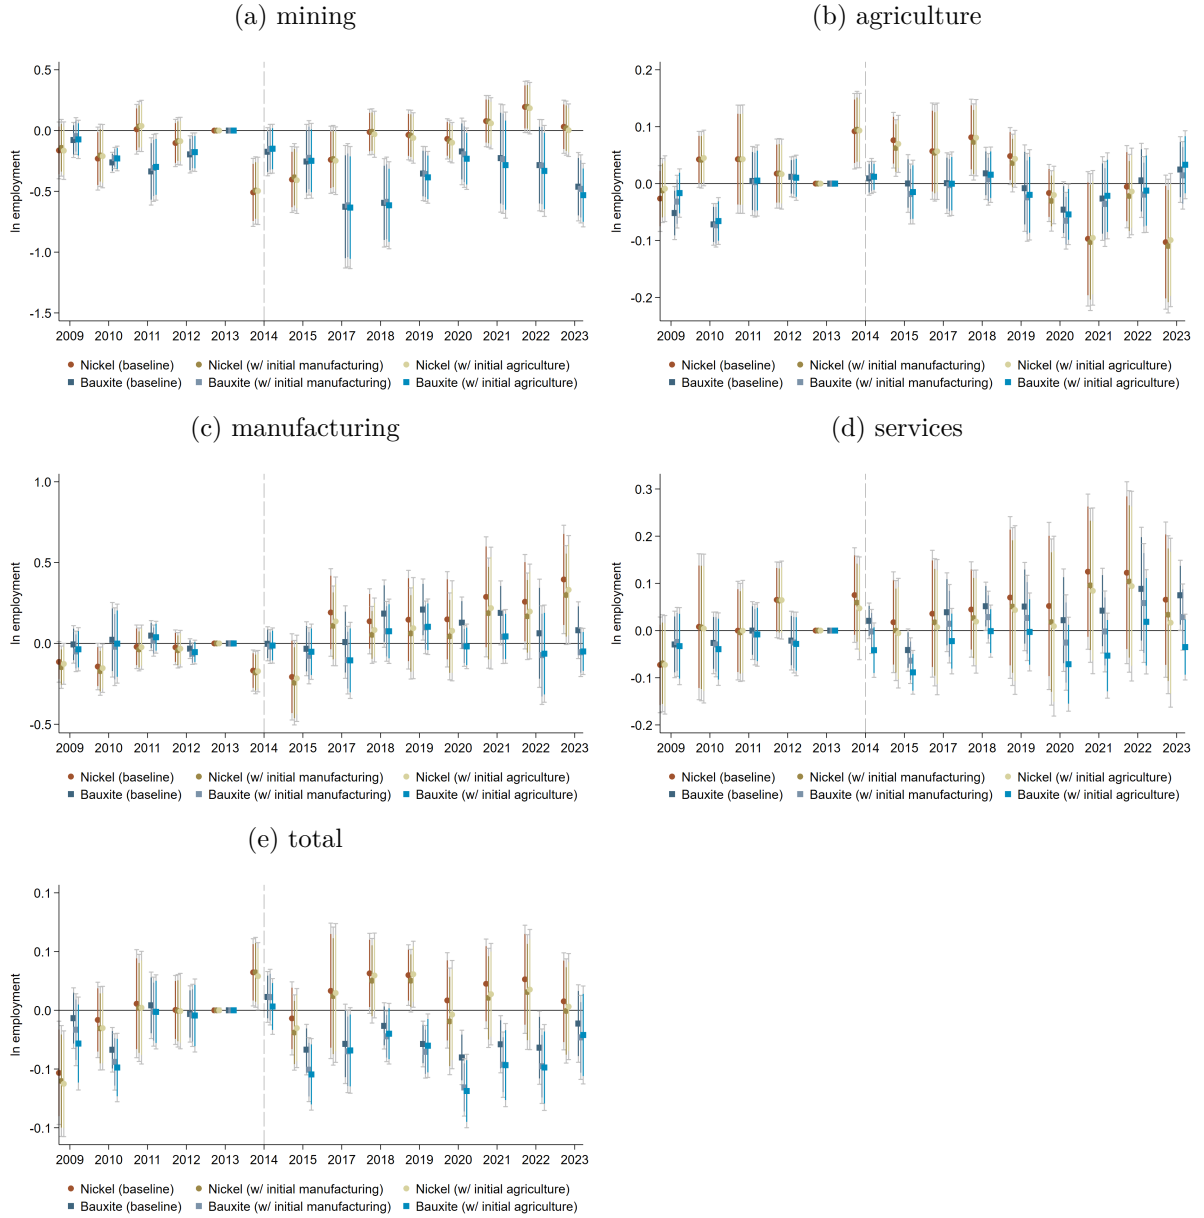 (a) mining
ln employment
0.5
0.0
-0.5
-1.0
-1.5
2009 2010 2011 2012 2013 2014 2015 2017 2018 2019 2020 2021 2022 2023
Nickel (baseline) Nickel (w/ initial manufacturing) Nickel (w/ initial agriculture)
Bauxite (baseline) Bauxite (w/ initial manufacturing) Bauxite (w/ initial agriculture)
(b) agriculture
ln employment
0.2
0.1
0.0
-0.1
-0.2
2009 2010 2011 2012 2013 2014 2015 2017 2018 2019 2020 2021 2022 2023
Nickel (baseline) Nickel (w/ initial manufacturing) Nickel (w/ initial agriculture)
Bauxite (baseline) Bauxite (w/ initial manufacturing) Bauxite (w/ initial agriculture)
(c) manufacturing
ln employment
1.0
0.5
0.0
-0.5
2009 2010 2011 2012 2013 2014 2015 2017 2018 2019 2020 2021 2022 2023
Nickel (baseline) Nickel (w/ initial manufacturing) Nickel (w/ initial agriculture)
Bauxite (baseline) Bauxite (w/ initial manufacturing) Bauxite (w/ initial agriculture)
(d) services
ln employment
0.3
0.2
0.1
0.0
-0.1
-0.2
2009 2010 2011 2012 2013 2014 2015 2017 2018 2019 2020 2021 2022 2023
Nickel (baseline) Nickel (w/ initial manufacturing) Nickel (w/ initial agriculture)
Bauxite (baseline) Bauxite (w/ initial manufacturing) Bauxite (w/ initial agriculture)
(e) total
ln employment
0.1
0.1
0.0
-0.1
-0.1
2009 2010 2011 2012 2013 2014 2015 2017 2018 2019 2020 2021 2022 2023
Nickel (baseline) Nickel (w/ initial manufacturing) Nickel (w/ initial agriculture)
Bauxite (baseline) Bauxite (w/ initial manufacturing) Bauxite (w/ initial agriculture)